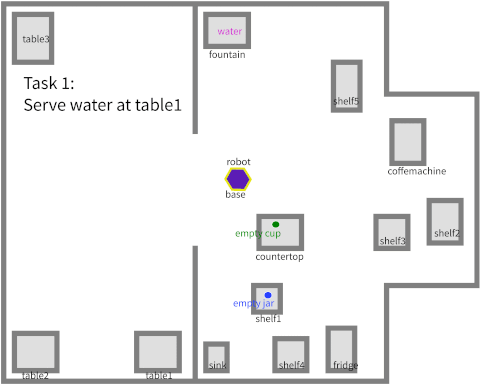 table3
water
fountain
Task 1:
Serve water at table1
shelf5
coffemachine
robot
base
empty cup
countertop
shelf3
shelf2
empty jar
shelf1
table2
table1
sink
shelf4
fridge